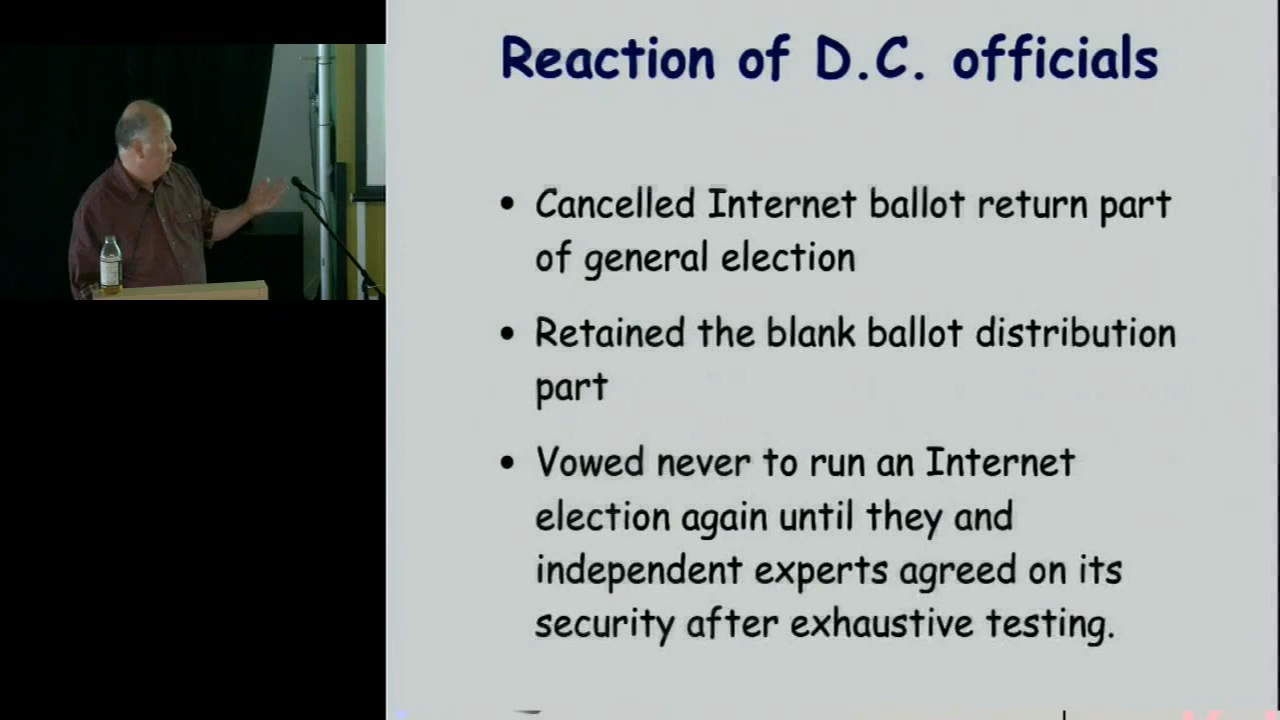 Reaction of D.C. officials
• Cancelled Internet ballot return part
of general election
• Retained the blank ballot distribution
part
• Vowed never to run an Internet
election again until they and
independent experts agreed on its
security after exhaustive testing.